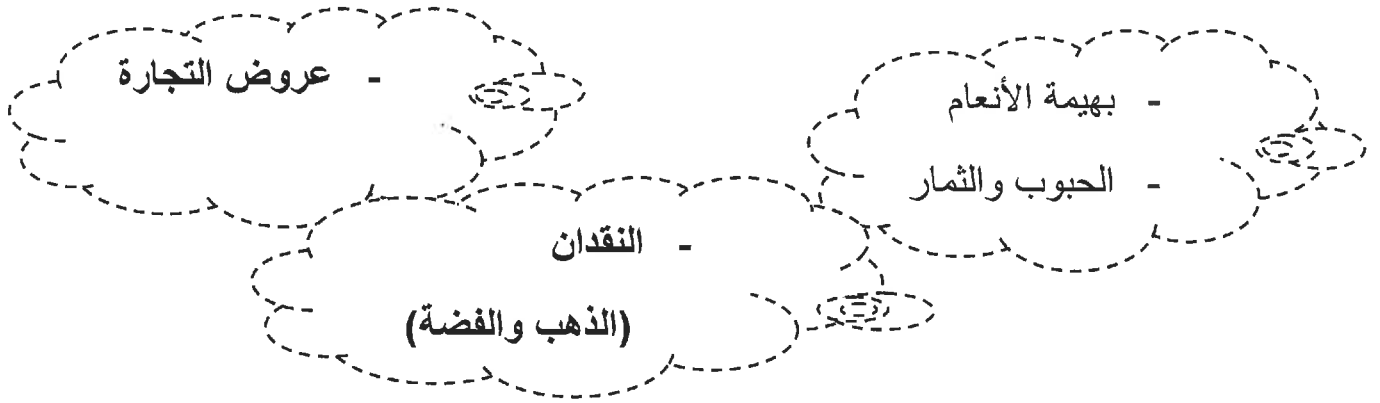 - بهيمة الأنعام
- الحبوب والثمار
- عروض التجارة
- النقدان
(الذهب والفضة)